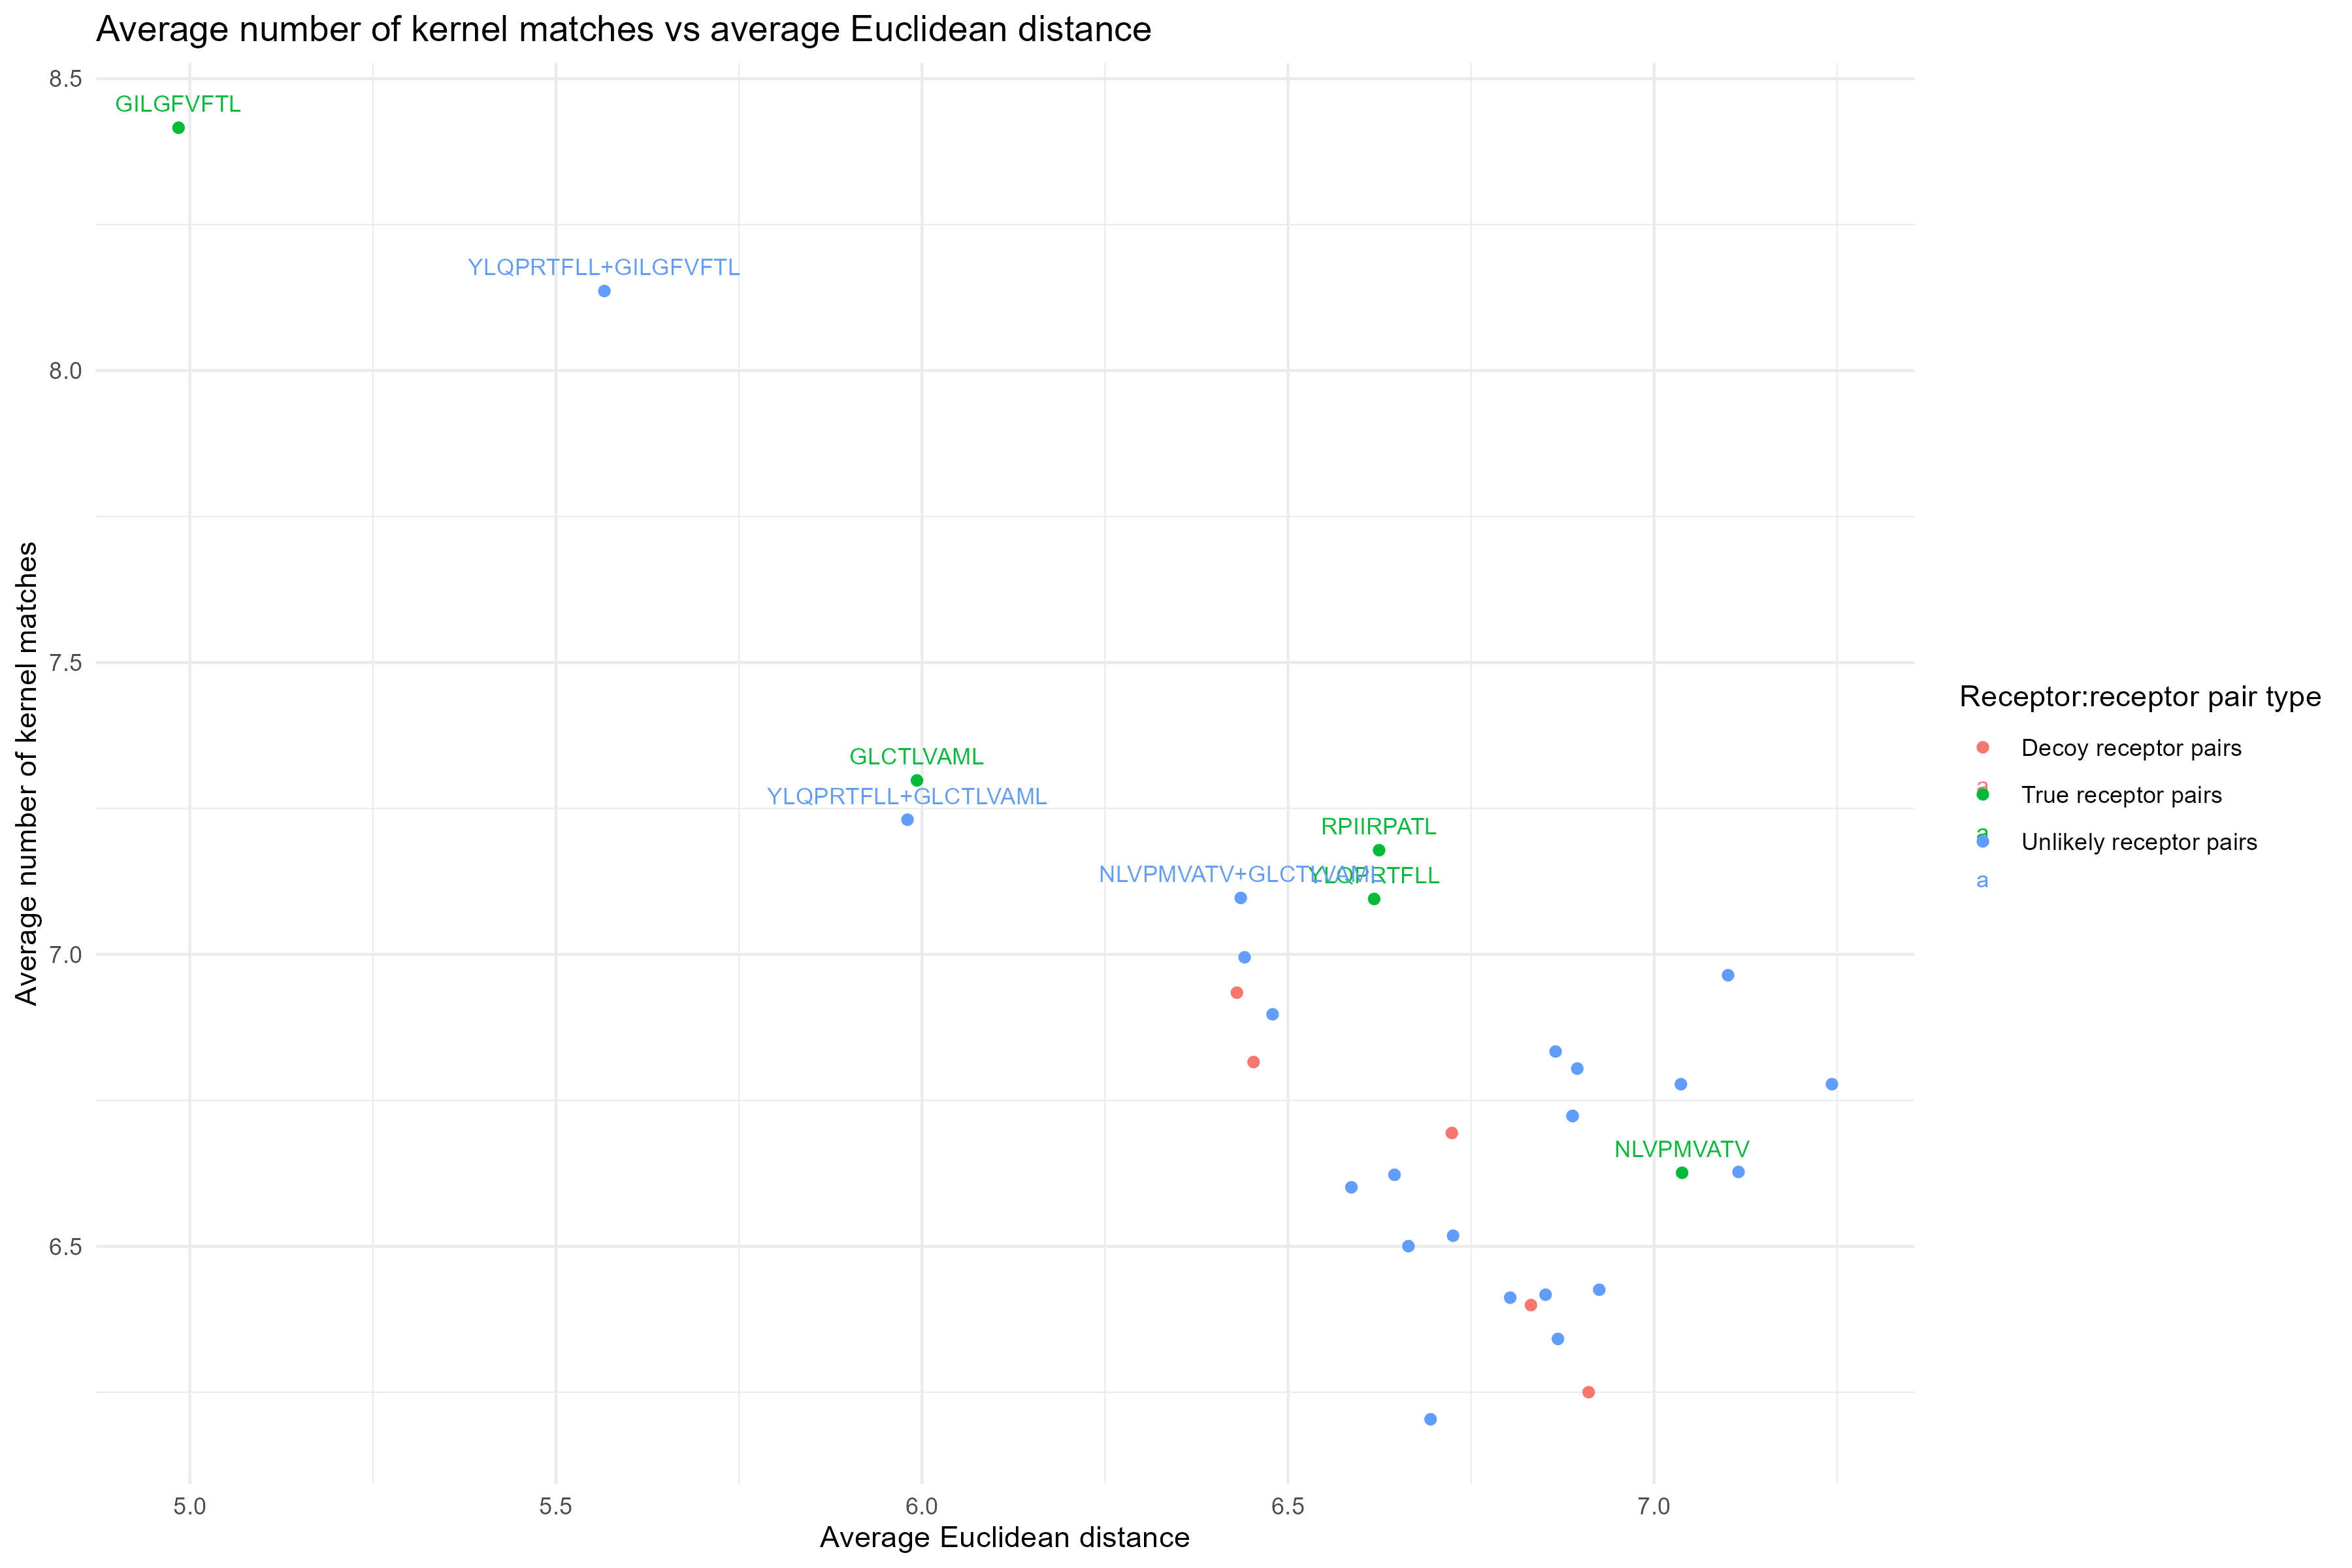 Average number of kernel matches vs average Euclidean distance
8.5
GILGFVFTL
YLQPRTFLL+GILGFVFTL
8.0
7.5
GLCTLVAML
YLQPRTFLL+GLCTLVAML
RPIIRPATL
NLVPMVATV+GLCTLVAML
YLQPRTFLL
7.0
NLVPMVATV
6.5
Average number of kernel matches
5.0 5.5 6.0 6.5 7.0
Average Euclidean distance
Receptor:receptor pair type
Decoy receptor pairs
a
True receptor pairs
a
Unlikely receptor pairs
a